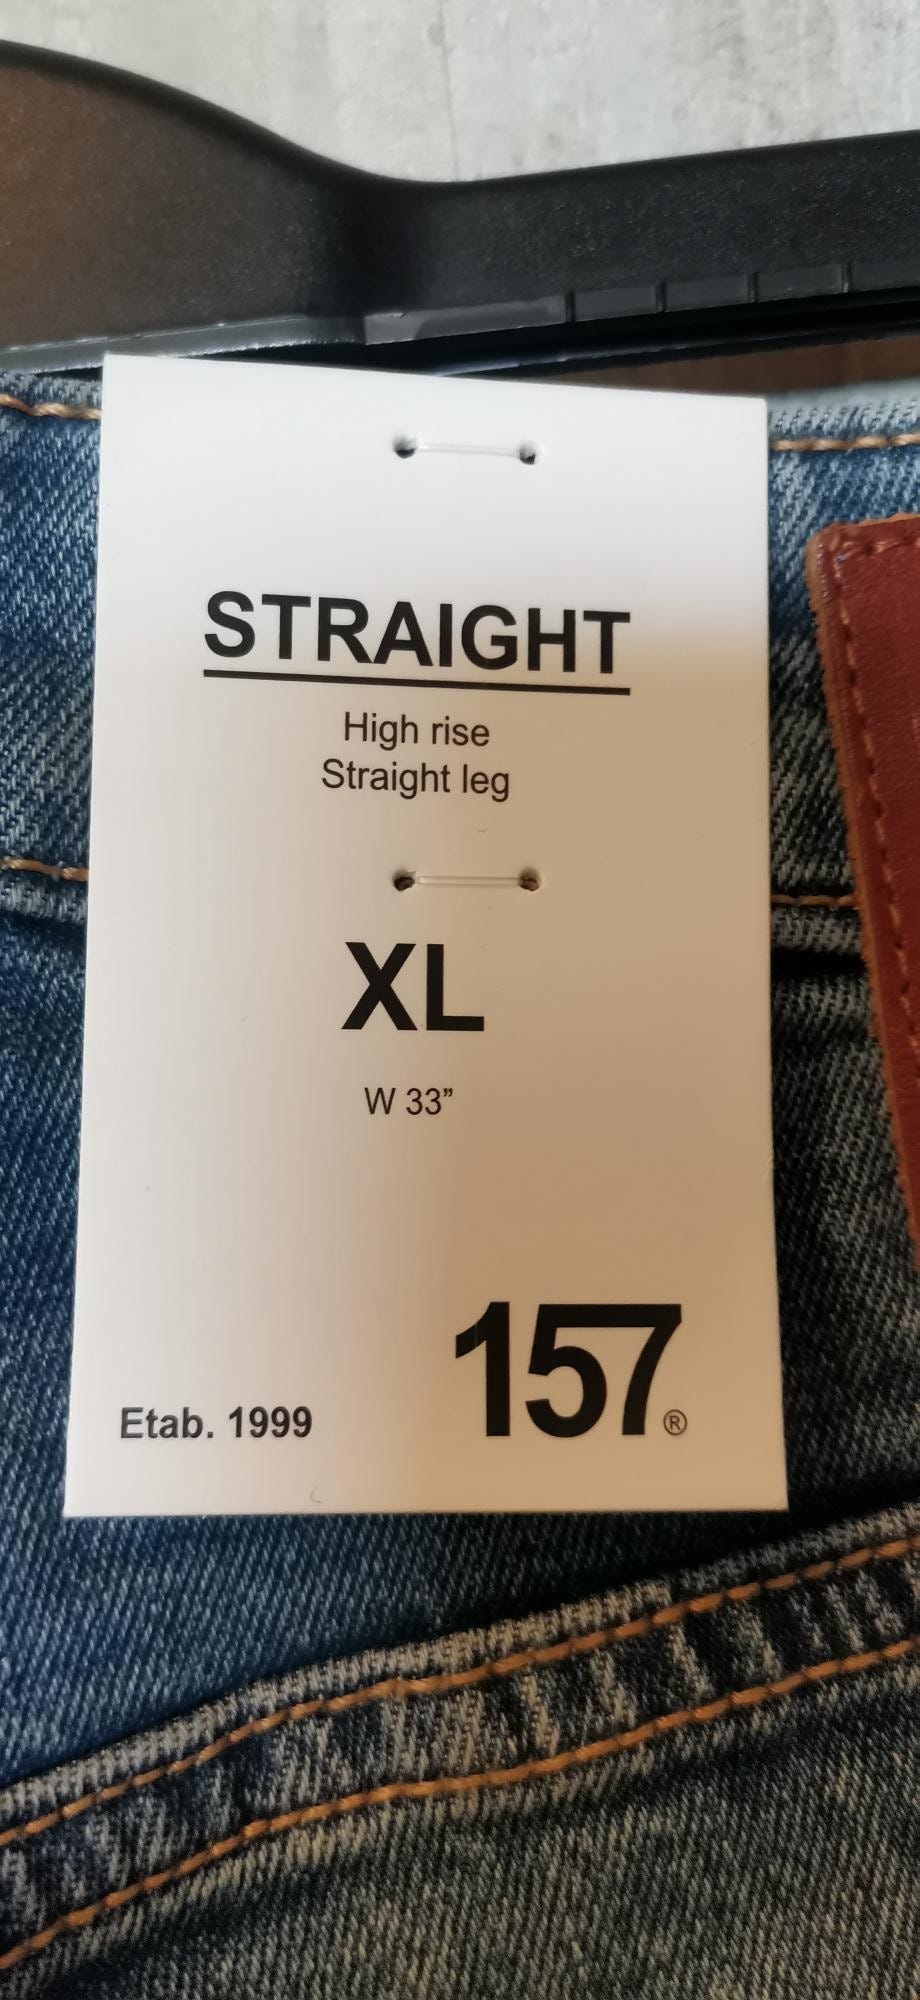 STRAIGHT
High rise
Straight leg
XL
W 33”
157®
Etab. 1999